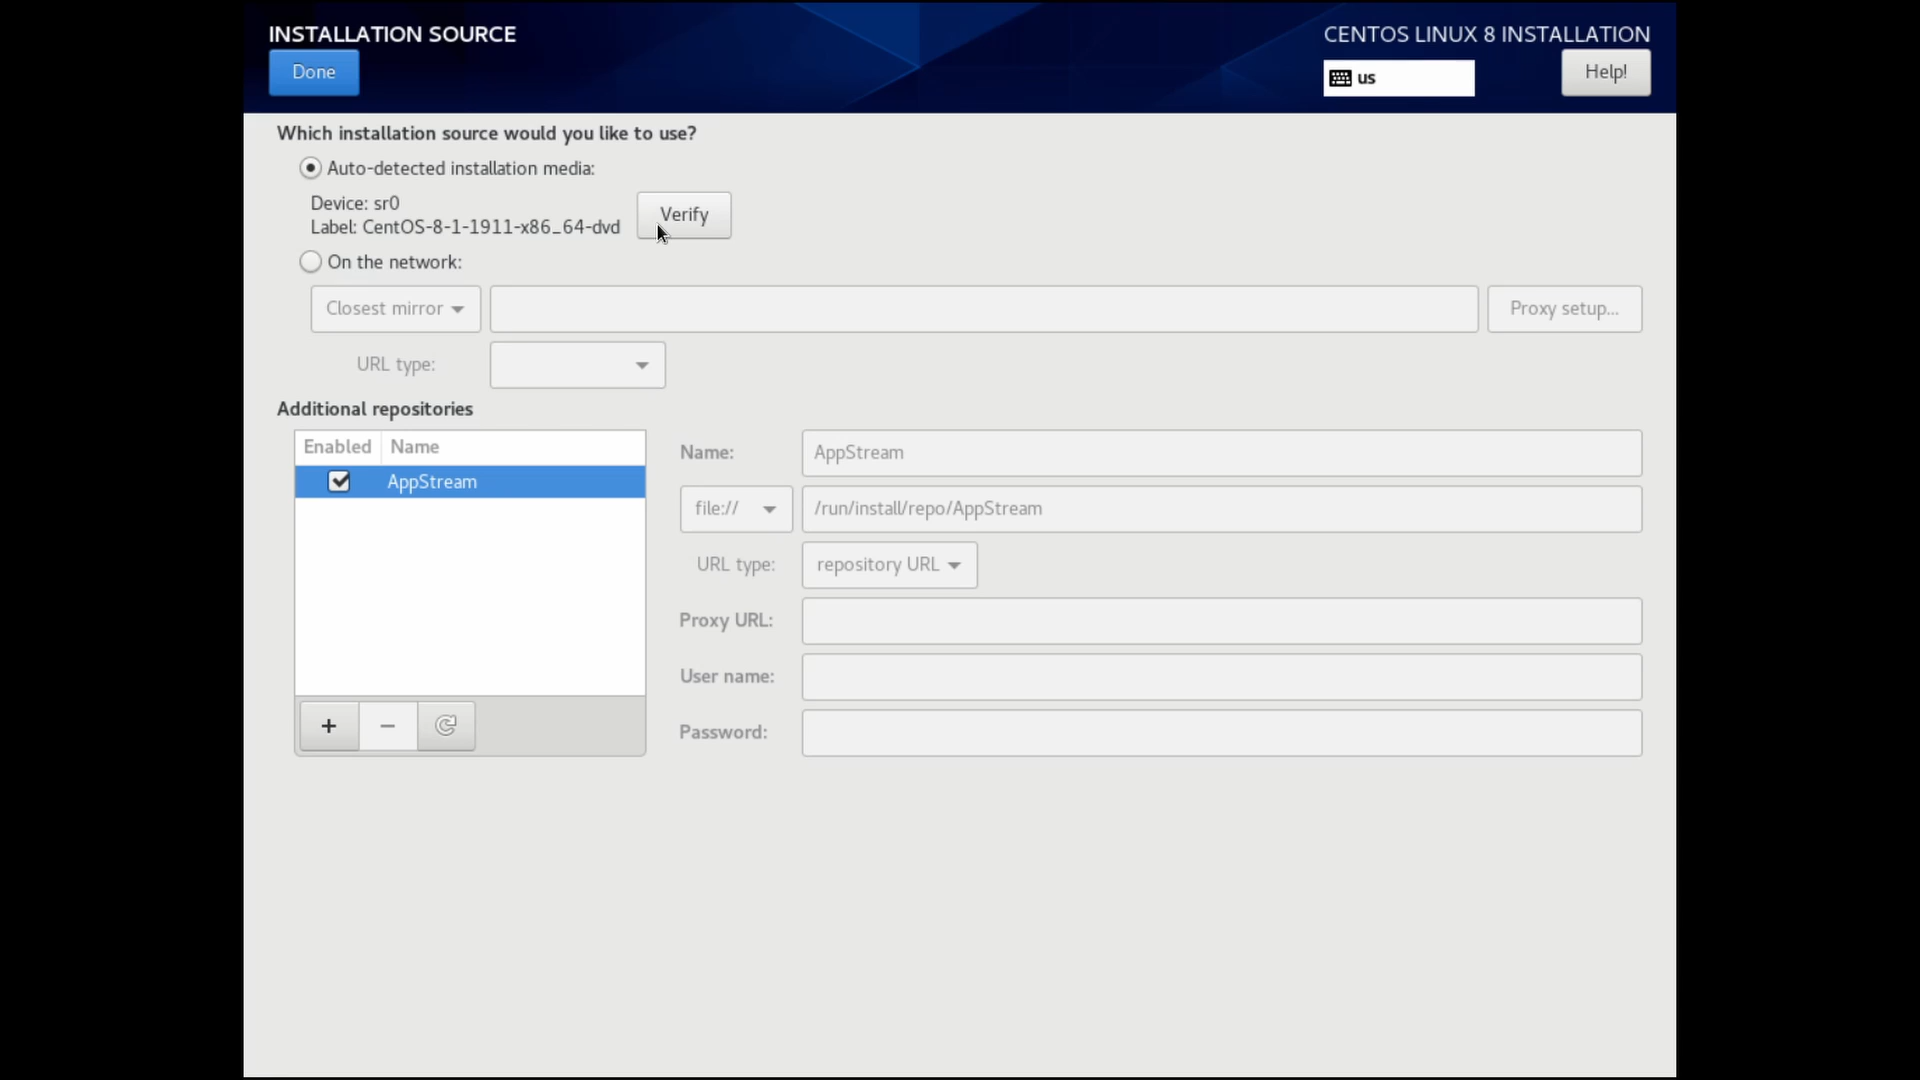 INSTALLATION SOURCE
CENTOS LINUX 8 INSTALLATION
Done
us
Help!
Which installation source would you like to use?
Auto-detected installation media:
Device: sr0
Label: CentOS-8-1-1911-x86_64-dvd
Verify
On the network:
Closest mirror
Proxy setup...
URL type:
Additional repositories
Enabled Name
AppStream
Name: AppStream
file:// /run/install/repo/AppStream
URL type: repository URL
Proxy URL:
User name:
Password: